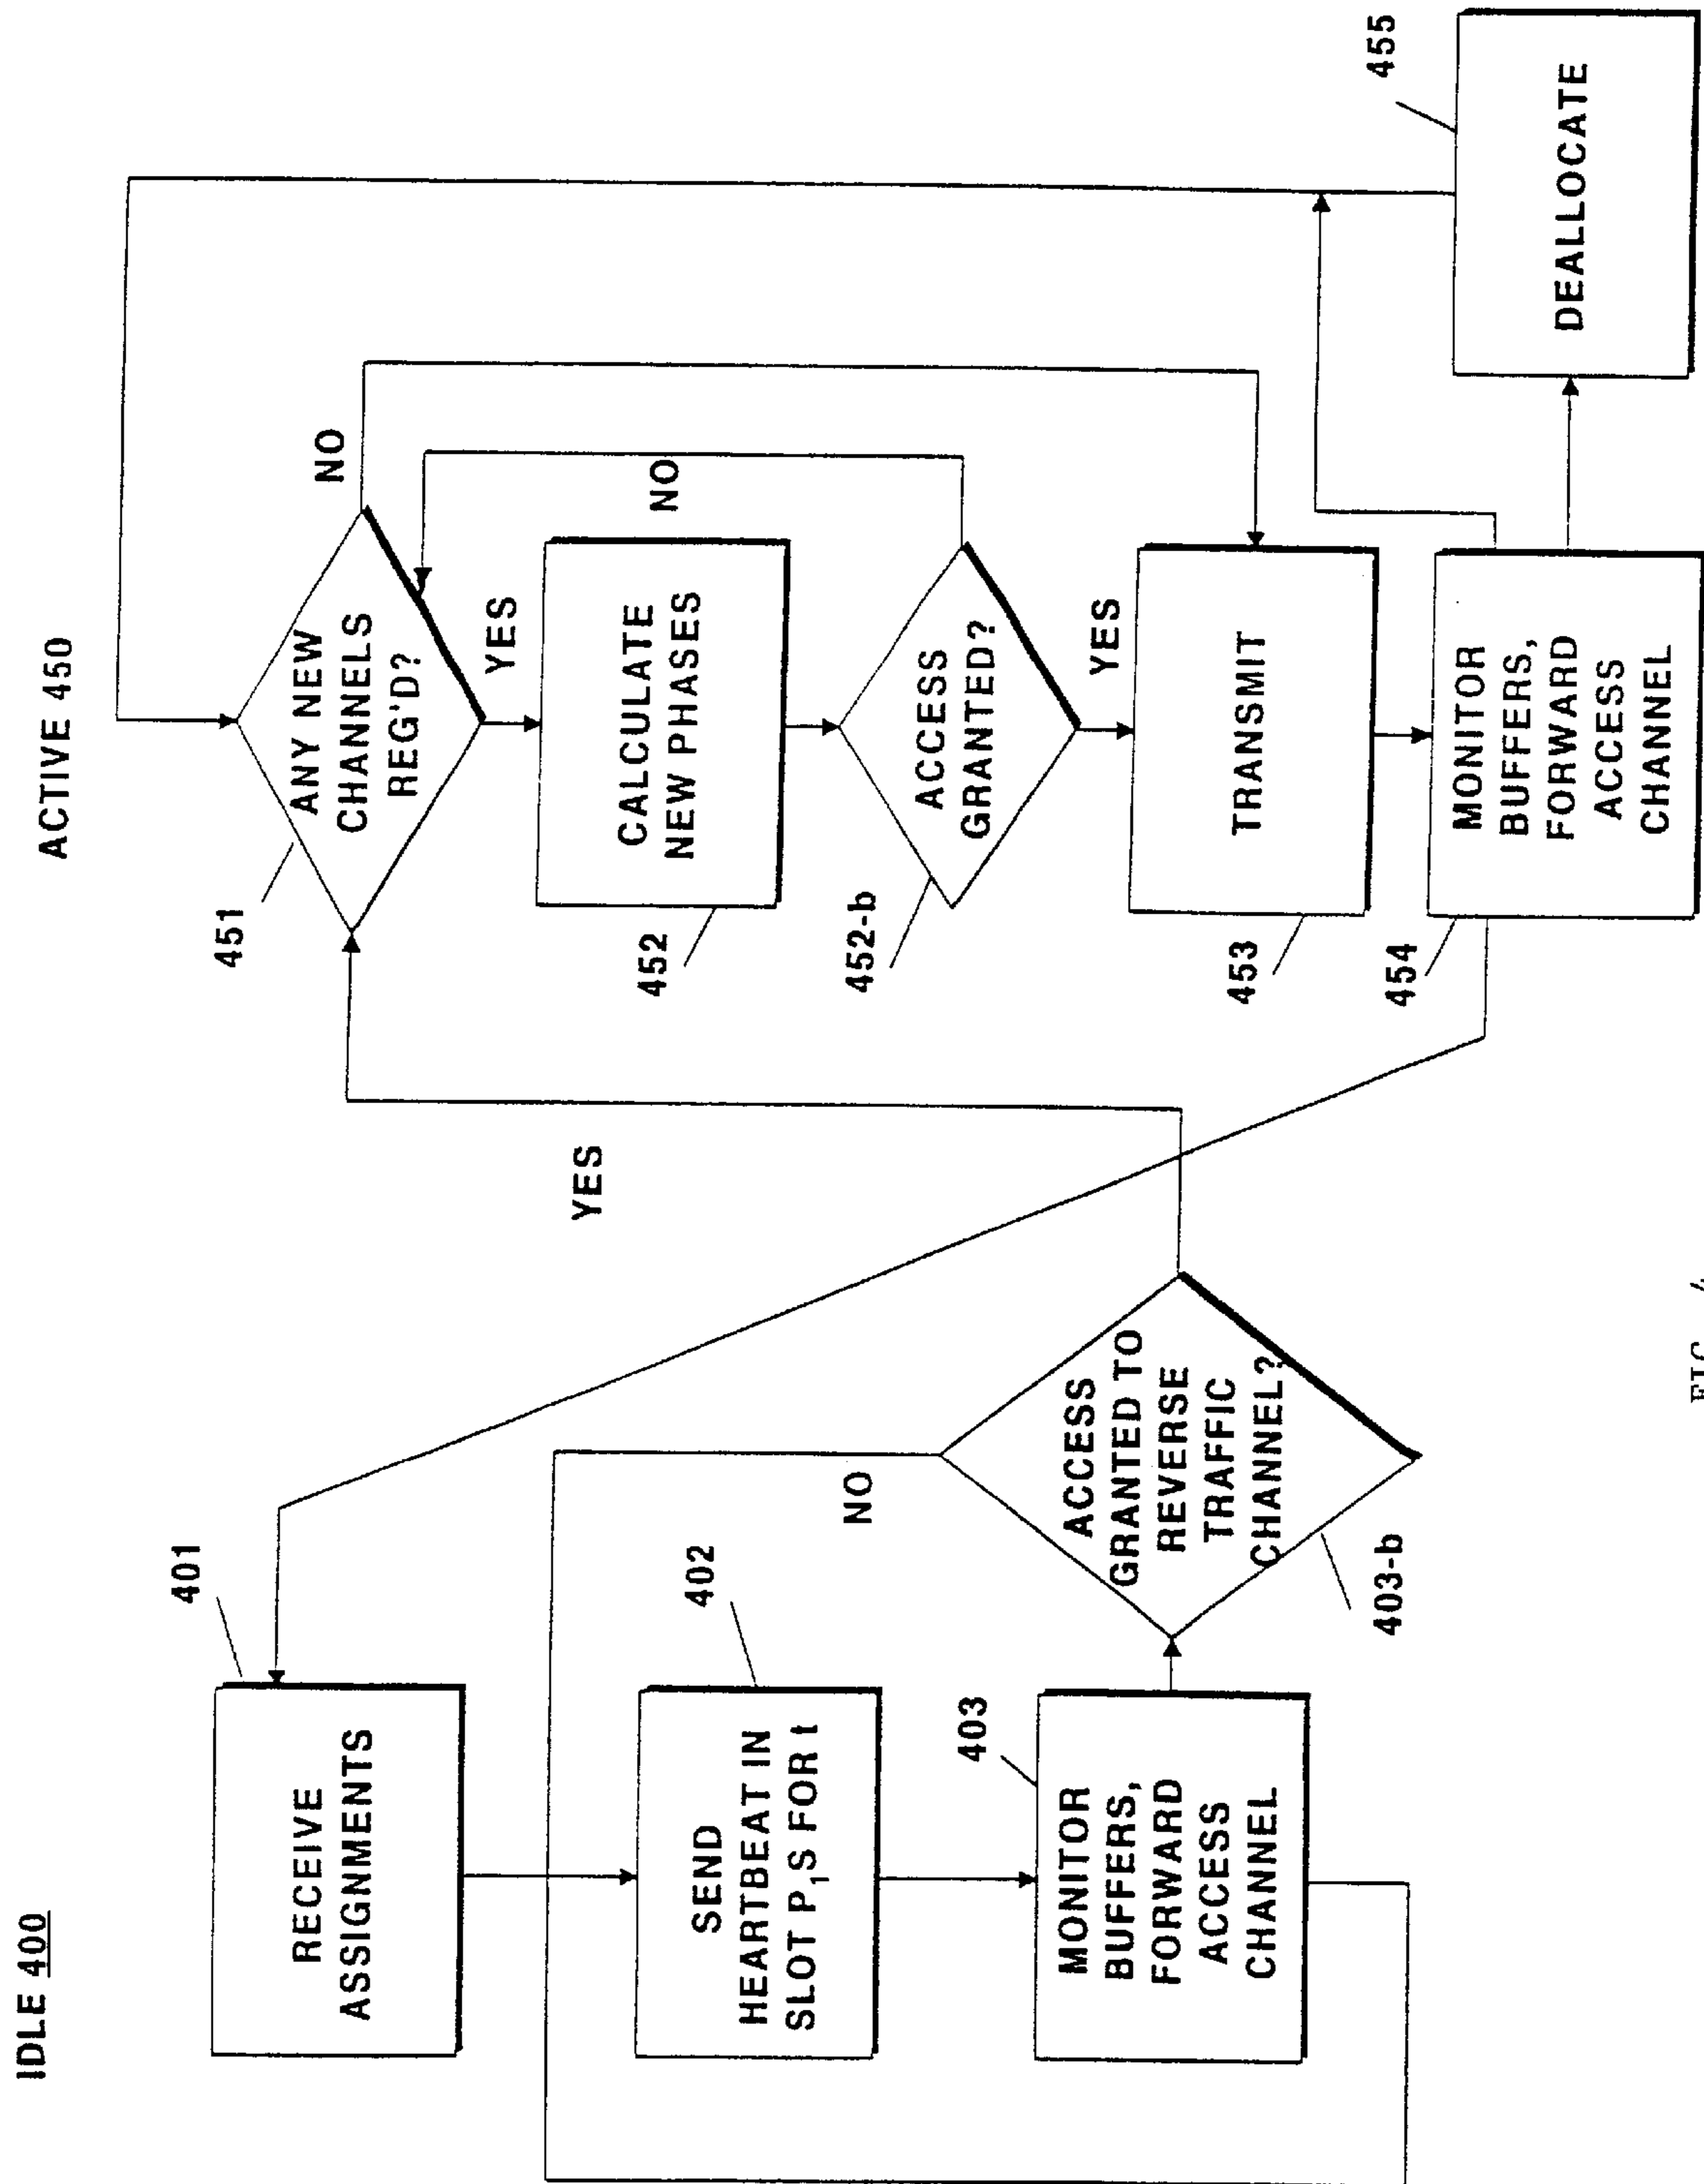 IDLE 400
401
RECEIVE
ASSIGNMENTS
402
SEND
HEARTBEAT IN
SLOT P₁S FOR t
403
MONITOR
BUFFERS,
FORWARD
ACCESS
CHANNEL
403-b
ACCESS
GRANTED TO
REVERSE
TRAFFIC
CHANNEL?
NO
YES
ACTIVE 450
451
ANY NEW
CHANNELS
REG'D?
NO
YES
452
CALCULATE
NEW PHASES
NO
452-b
ACCESS
GRANTED?
YES
453
TRANSMIT
454
MONITOR
BUFFERS,
FORWARD
ACCESS
CHANNEL
455
DEALLOCATE
FIG.